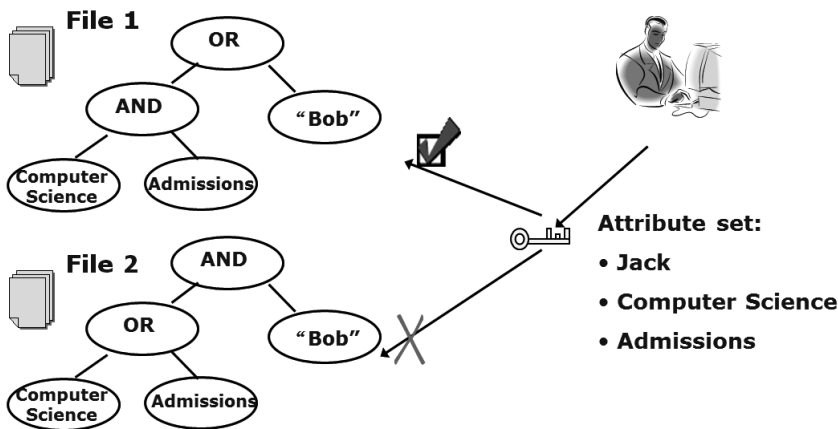 File 1
OR
AND
“Bob”
Computer
Science
Admissions
File 2
AND
OR
“Bob”
Computer
Science
Admissions
Attribute set:
• Jack
• Computer Science
• Admissions